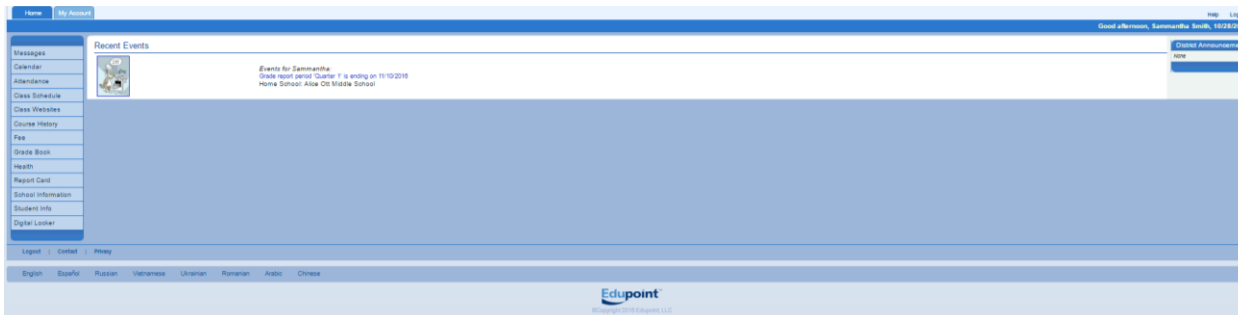 Home My Account
Help
Good afternoon, Sammantha Smith, 10/28/20
Recent Events
District Announceme
None
Messages
Calendar
Attendance
Class Schedule
Class Websites
Course History
Fee
Grade Book
Health
Report Card
School Information
Student Info
Digital Locker
Events for Sammantha:
Grade report period 'Quarter 1' is ending on 11/10/2016
Home School: Alice Ott Middle School
Logout | Contact | Privacy
English Español Russian Vietnamese Ukrainian Romanian Arabic Chinese
Edupoint